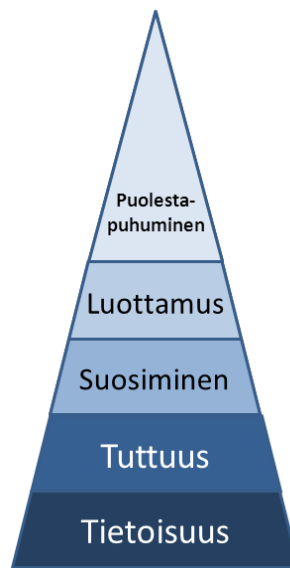 Puolesta-
puhuminen
Luottamus
Suosiminen
Tuttuus
Tietoisuus